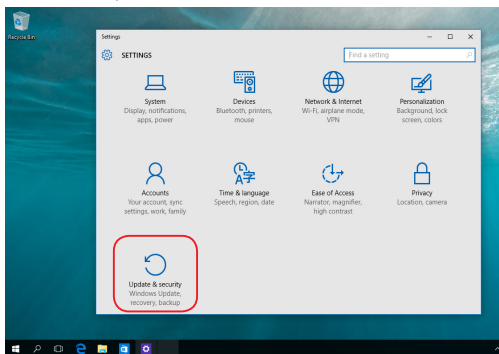 Recycle Bin
Settings
SETTINGS
Find a setting
System
Display, notifications,
apps, power
Devices
Bluetooth, printers,
mouse
Network & Internet
Wi-Fi, airplane mode,
VPN
Personalization
Background, lock
screen, colors
Accounts
Your account, sync
settings, work, family
Time & language
Speech, region, date
Ease of Access
Narrator, magnifier,
high contrast
Privacy
Location, camera
Update & security
Windows Update,
recovery, backup